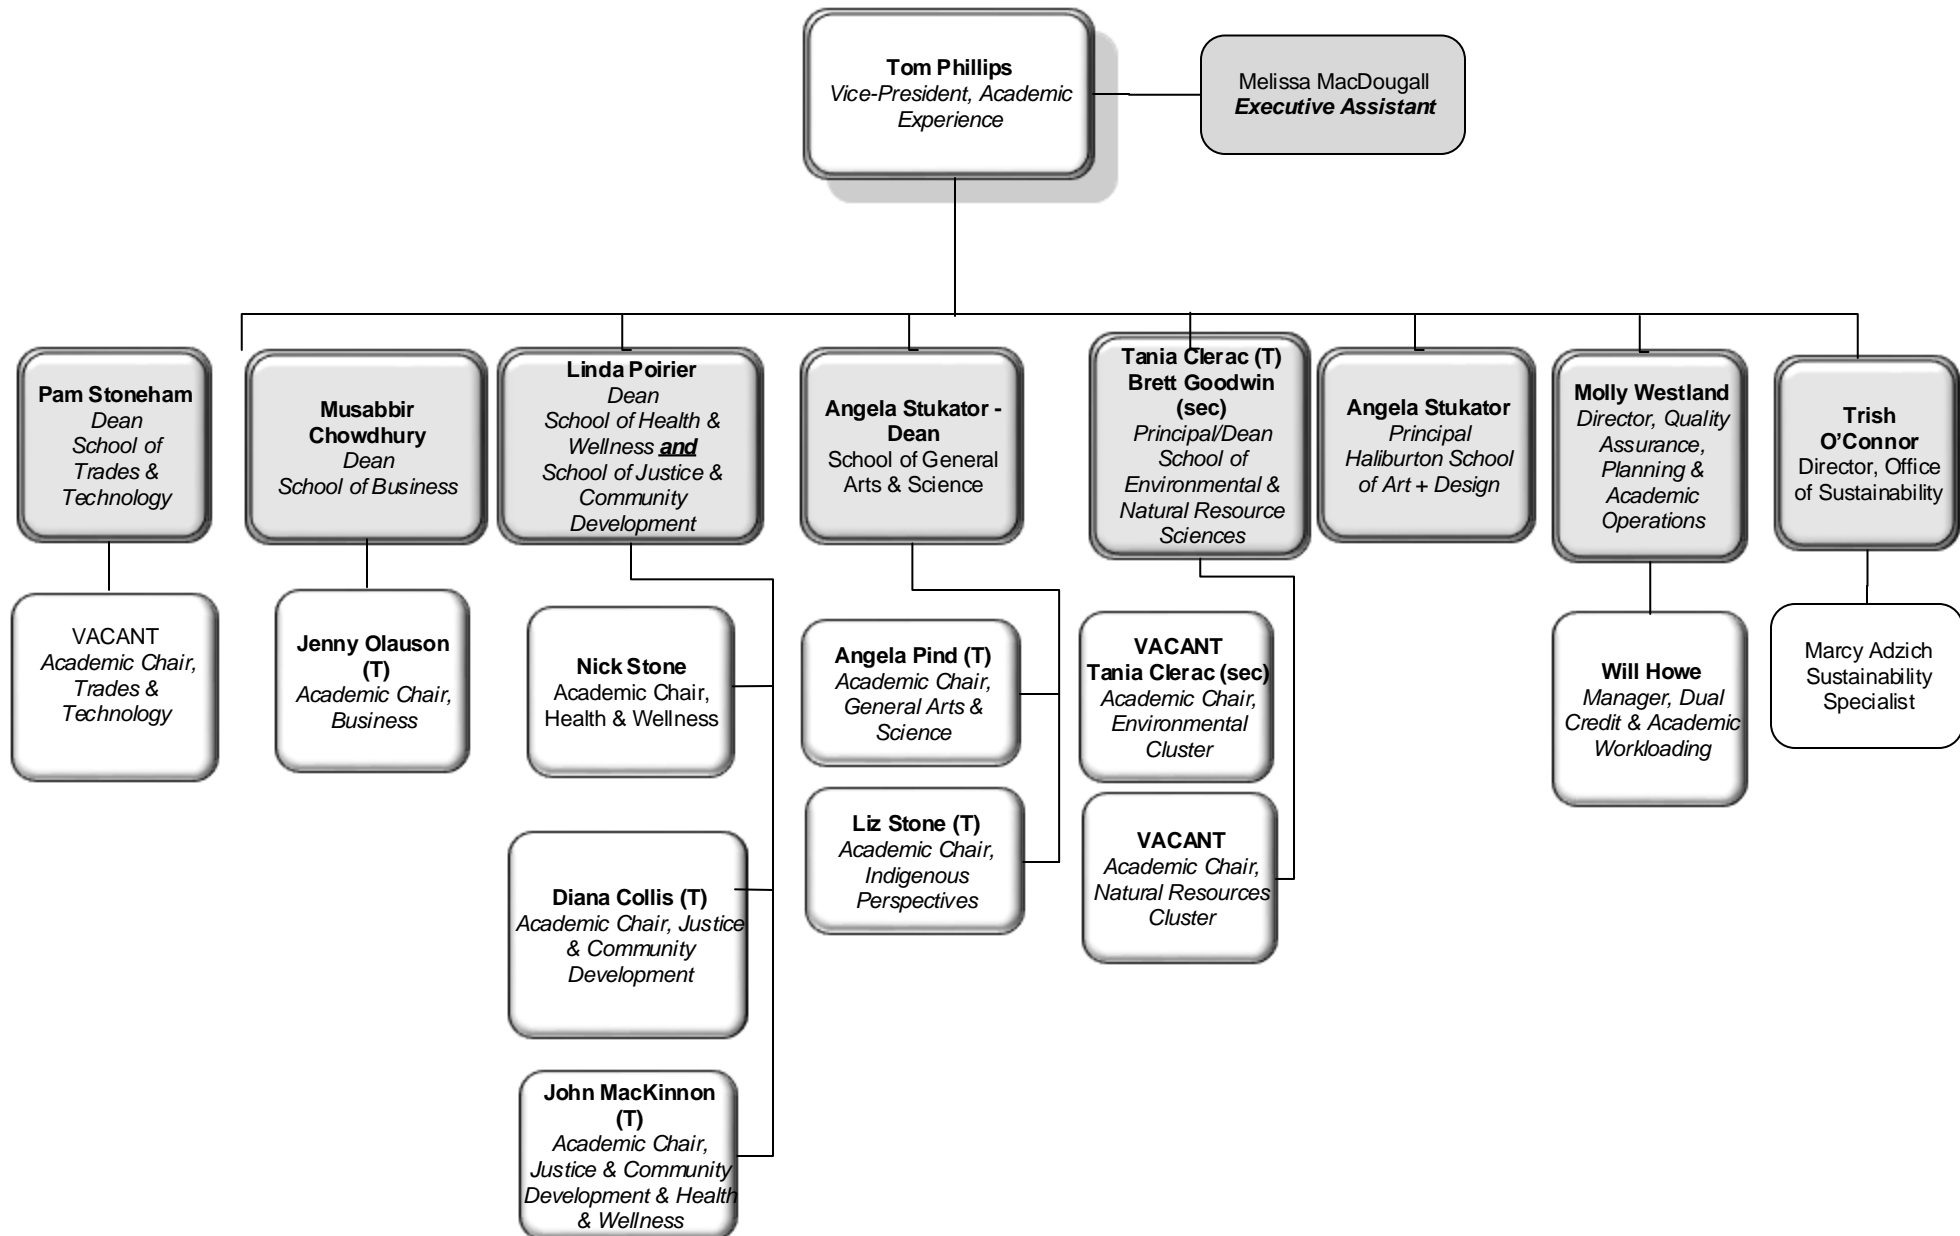 Tom Phillips
Vice-President, Academic
Experience
Melissa MacDougall
Executive Assistant
Pam Stoneham
Dean
School of
Trades &
Technology
Musabbir
Chowdhury
Dean
School of Business
Linda Poirier
Dean
School of Health &
Wellness and
School of Justice &
Community
Development
Angela Stukator -
Dean
School of General
Arts & Science
Tania Clerac (T)
Brett Goodwin
(sec)
Principal/Dean
School of
Environmental &
Natural Resource
Sciences
Angela Stukator
Principal
Haliburton School
of Art + Design
Molly Westland
Director, Quality
Assurance,
Planning &
Academic
Operations
Trish
O’Connor
Director, Office
of Sustainability
VACANT
Academic Chair,
Trades &
Technology
Jenny Olauson
(T)
Academic Chair,
Business
Nick Stone
Academic Chair,
Health & Wellness
Diana Collis (T)
Academic Chair, Justice
& Community
Development
John MacKinnon
(T)
Academic Chair,
Justice & Community
Development & Health
& Wellness
Angela Pind (T)
Academic Chair,
General Arts &
Science
Liz Stone (T)
Academic Chair,
Indigenous
Perspectives
VACANT
Tania Clerac (sec)
Academic Chair,
Environmental
Cluster
VACANT
Academic Chair,
Natural Resources
Cluster
Will Howe
Manager, Dual
Credit & Academic
Workloading
Marcy Adzich
Sustainability
Specialist